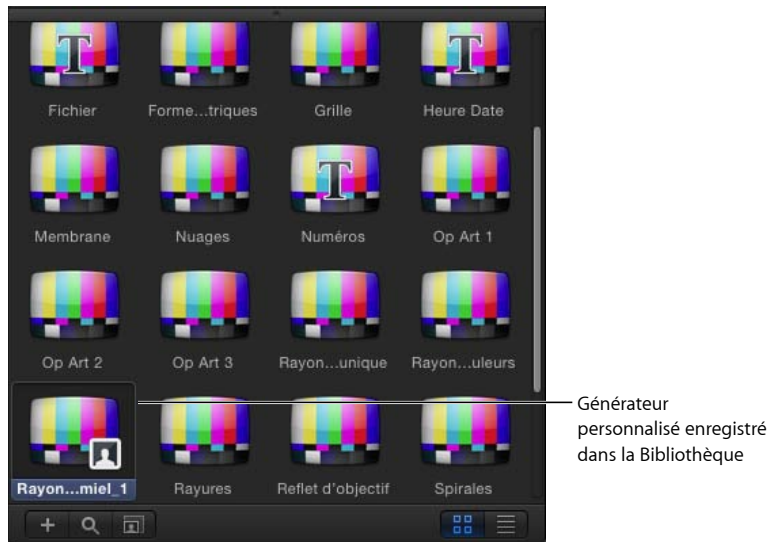 T
T
Fichier
Forme...triques
Grille
Heure Date
T
Membrane
Nuages
Numéros
Op Art 1
Op Art 2
Op Art 3
Rayon...unique
Rayon...uleurs
Rayon...miel_1
Rayures
Reflet d'objectif
Spirales
Générateur
personnalisé enregistré
dans la Bibliothèque